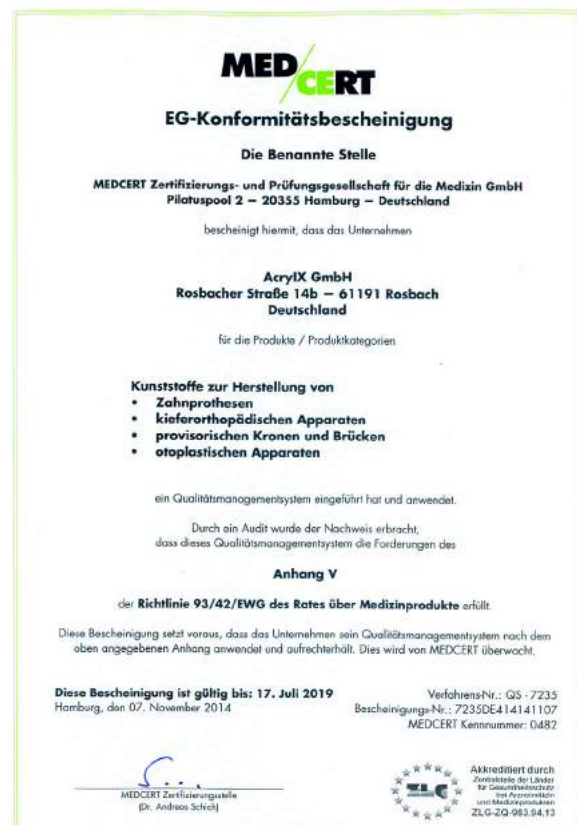 MED/CERT
EG-Konformitätsbescheinigung
Die Benannte Stelle
MEDCERT Zertifizierungs- und Prüfungsgesellschaft für die Medizin GmbH
Pilatuspool 2 – 20355 Hamburg – Deutschland
bescheinigt hiermit, dass das Unternehmen
AcrylX GmbH
Rosbacher Straße 14b – 61191 Rosbach
Deutschland
für die Produkte / Produktkategorien
Kunststoffe zur Herstellung von
• Zahnprothesen
• kieferorthopädischen Apparaten
• provisorischen Kronen und Brücken
• otoplastischen Apparaten
ein Qualitätsmanagementsystem eingeführt hat und anwendet.
Durch ein Audit wurde der Nachweis erbracht,
dass dieses Qualitätsmanagementsystem die Forderungen des
Anhang V
der Richtlinie 93/42/EWG des Rates über Medizinprodukte erfüllt.
Diese Bescheinigung setzt voraus, dass das Unternehmen sein Qualitätsmanagementsystem nach dem
oben angegebenen Anhang anwendet und aufrechterhält. Dies wird von MEDCERT überwacht.
Diese Bescheinigung ist gültig bis: 17. Juli 2019
Hamburg, den 07. November 2014
Verfahrens-Nr.: QS - 7235
Bescheinigungs-Nr.: 7235DE414141107
MEDCERT Kennnummer: 0482
MEDCERT Zertifizierungsstelle
(Dr. Andreas Schich)
ZLG
Akkreditiert durch
Zentralstelle der Länder
für Gesundheitsschutz
bei Arzneimitteln
und Medizinprodukten
ZLG-ZQ-983.94.13